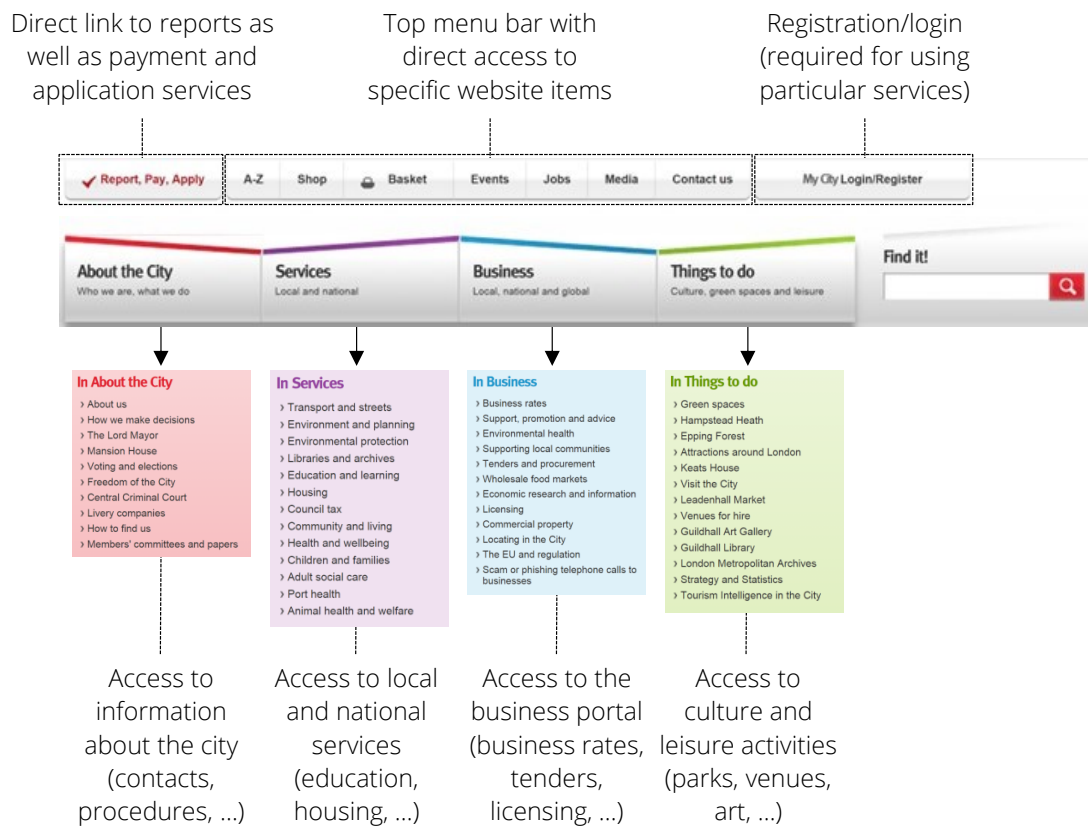 Direct link to reports as
well as payment and
application services
Top menu bar with
direct access to
specific website items
Registration/login
(required for using
particular services)
Report, Pay, Apply
A-Z
Shop
Basket
Events
Jobs
Media
Contact us
My City Login/Register
About the City
Who we are, what we do
Services
Local and national
Business
Local, national and global
Things to do
Culture, green spaces and leisure
Find it!
In About the City
› About us
› How we make decisions
› The Lord Mayor
› Mansion House
› Voting and elections
› Freedom of the City
› Central Criminal Court
› Livery companies
› How to find us
› Members' committees and papers
In Services
› Transport and streets
› Environment and planning
› Environmental protection
› Libraries and archives
› Education and learning
› Housing
› Council tax
› Community and living
› Health and wellbeing
› Children and families
› Adult social care
› Port health
› Animal health and welfare
In Business
› Business rates
› Support, promotion and advice
› Environmental health
› Supporting local communities
› Tenders and procurement
› Wholesale food markets
› Economic research and information
› Licensing
› Commercial property
› Locating in the City
› The EU and regulation
› Scam or phishing telephone calls to
businesses
In Things to do
› Green spaces
› Hampstead Heath
› Epping Forest
› Attractions around London
› Keats House
› Visit the City
› Leadenhall Market
› Venues for hire
› Guildhall Art Gallery
› Guildhall Library
› London Metropolitan Archives
› Strategy and Statistics
› Tourism Intelligence in the City
Access to
information
about the city
(contacts,
procedures, ...)
Access to local
and national
services
(education,
housing, ...)
Access to the
business portal
(business rates,
tenders,
licensing, ...)
Access to
culture and
leisure activities
(parks, venues,
art, ...)